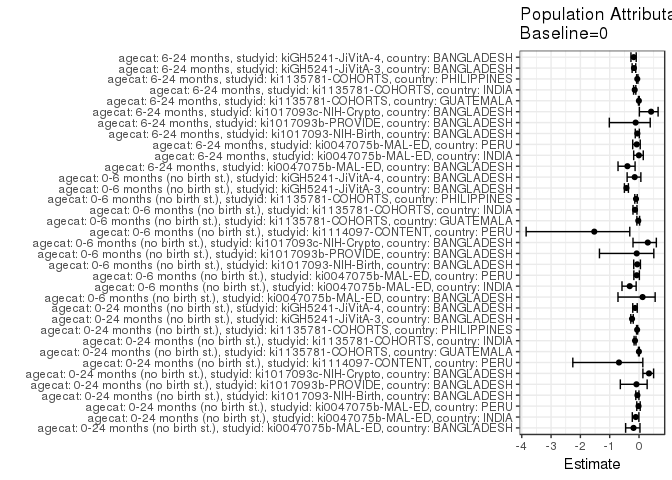 Population Attributa
Baseline=0
agecat: 6-24 months, studyid: kiGH5241-JiVitA-4, country: BANGLADESH
agecat: 6-24 months, studyid: kiGH5241-JiVitA-3, country: BANGLADESH
agecat: 6-24 months, studyid: ki1135781-COHORTS, country: PHILIPPINES
agecat: 6-24 months, studyid: ki1135781-COHORTS, country: INDIA
agecat: 6-24 months, studyid: ki1135781-COHORTS, country: GUATEMALA
agecat: 6-24 months, studyid: ki1017093c-NIH-Crypto, country: BANGLADESH
agecat: 6-24 months, studyid: ki1017093b-PROVIDE, country: BANGLADESH
agecat: 6-24 months, studyid: ki1017093-NIH-Birth, country: BANGLADESH
agecat: 6-24 months, studyid: ki0047075b-MAL-ED, country: PERU
agecat: 6-24 months, studyid: ki0047075b-MAL-ED, country: INDIA
agecat: 6-24 months, studyid: ki0047075b-MAL-ED, country: BANGLADESH
agecat: 0-6 months (no birth st.), studyid: kiGH5241-JiVitA-4, country: BANGLADESH
agecat: 0-6 months (no birth st.), studyid: kiGH5241-JiVitA-3, country: BANGLADESH
agecat: 0-6 months (no birth st.), studyid: ki1135781-COHORTS, country: PHILIPPINES
agecat: 0-6 months (no birth st.), studyid: ki1135781-COHORTS, country: INDIA
agecat: 0-6 months (no birth st.), studyid: ki1135781-COHORTS, country: GUATEMALA
agecat: 0-6 months (no birth st.), studyid: ki1114097-CONTENT, country: PERU
agecat: 0-6 months (no birth st.), studyid: ki1017093c-NIH-Crypto, country: BANGLADESH
agecat: 0-6 months (no birth st.), studyid: ki1017093b-PROVIDE, country: BANGLADESH
agecat: 0-6 months (no birth st.), studyid: ki1017093-NIH-Birth, country: BANGLADESH
agecat: 0-6 months (no birth st.), studyid: ki0047075b-MAL-ED, country: PERU
agecat: 0-6 months (no birth st.), studyid: ki0047075b-MAL-ED, country: INDIA
agecat: 0-6 months (no birth st.), studyid: ki0047075b-MAL-ED, country: BANGLADESH
agecat: 0-24 months (no birth st.), studyid: kiGH5241-JiVitA-4, country: BANGLADESH
agecat: 0-24 months (no birth st.), studyid: kiGH5241-JiVitA-3, country: BANGLADESH
agecat: 0-24 months (no birth st.), studyid: ki1135781-COHORTS, country: PHILIPPINES
agecat: 0-24 months (no birth st.), studyid: ki1135781-COHORTS, country: INDIA
agecat: 0-24 months (no birth st.), studyid: ki1135781-COHORTS, country: GUATEMALA
agecat: 0-24 months (no birth st.), studyid: ki1114097-CONTENT, country: PERU
agecat: 0-24 months (no birth st.), studyid: ki1017093c-NIH-Crypto, country: BANGLADESH
agecat: 0-24 months (no birth st.), studyid: ki1017093b-PROVIDE, country: BANGLADESH
agecat: 0-24 months (no birth st.), studyid: ki1017093-NIH-Birth, country: BANGLADESH
agecat: 0-24 months (no birth st.), studyid: ki0047075b-MAL-ED, country: PERU
agecat: 0-24 months (no birth st.), studyid: ki0047075b-MAL-ED, country: INDIA
agecat: 0-24 months (no birth st.), studyid: ki0047075b-MAL-ED, country: BANGLADESH
-4 -3 -2 -1 0
Estimate